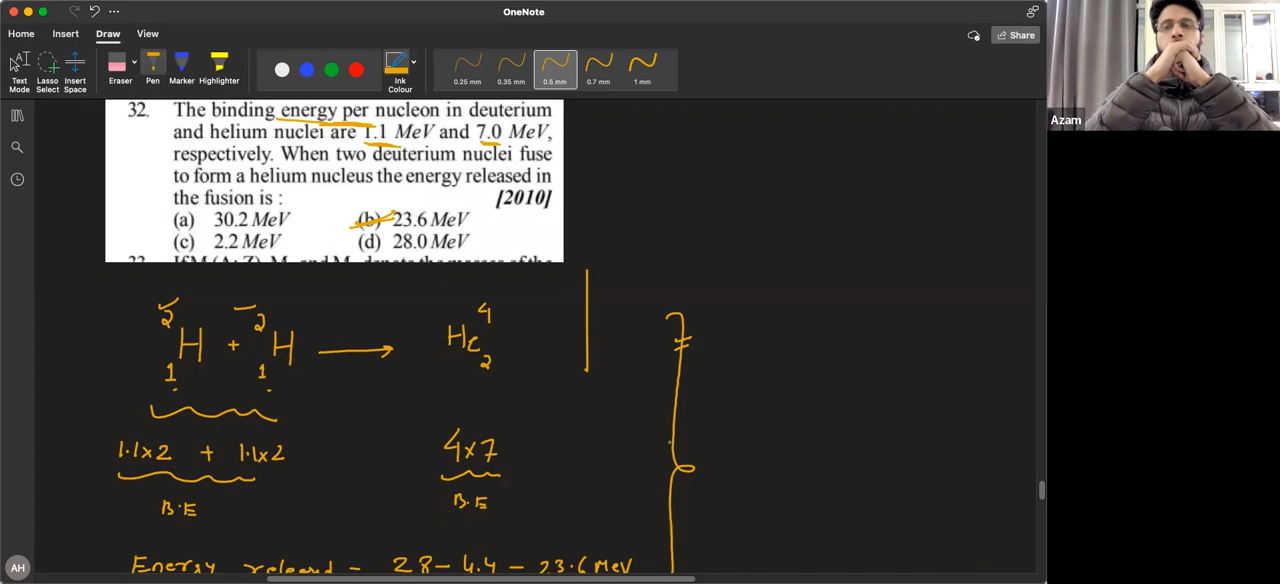 OneNote
Home Insert Draw View
Share
Text Mode
Lasso Select
Insert Space
Eraser
Pen
Marker
Highlighter
Ink Colour
0.25 mm
0.35 mm
0.5 mm
0.7 mm
1 mm
Azam
32. The binding energy per nucleon in deuterium
and helium nuclei are 1.1 MeV and 7.0 MeV,
respectively. When two deuterium nuclei fuse
to form a helium nucleus the energy released in
the fusion is : [2010]
(a) 30.2 MeV (b) 23.6 MeV
(c) 2.2 MeV (d) 28.0 MeV
2 2 4
H + H → He
1 1 2
1.1×2 + 1.1×2 4×7
B.E B.E
Energy released = 28 - 4.4 = 23.6 MeV
AH